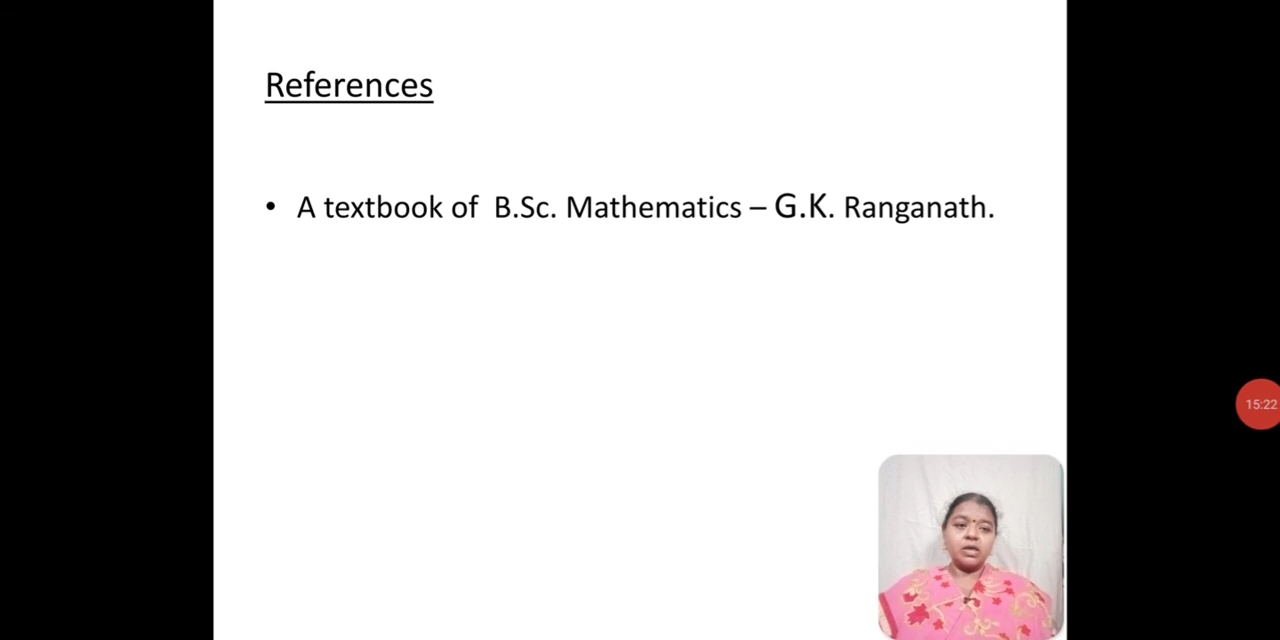 References
• A textbook of B.Sc. Mathematics – G.K. Ranganath.
15:22